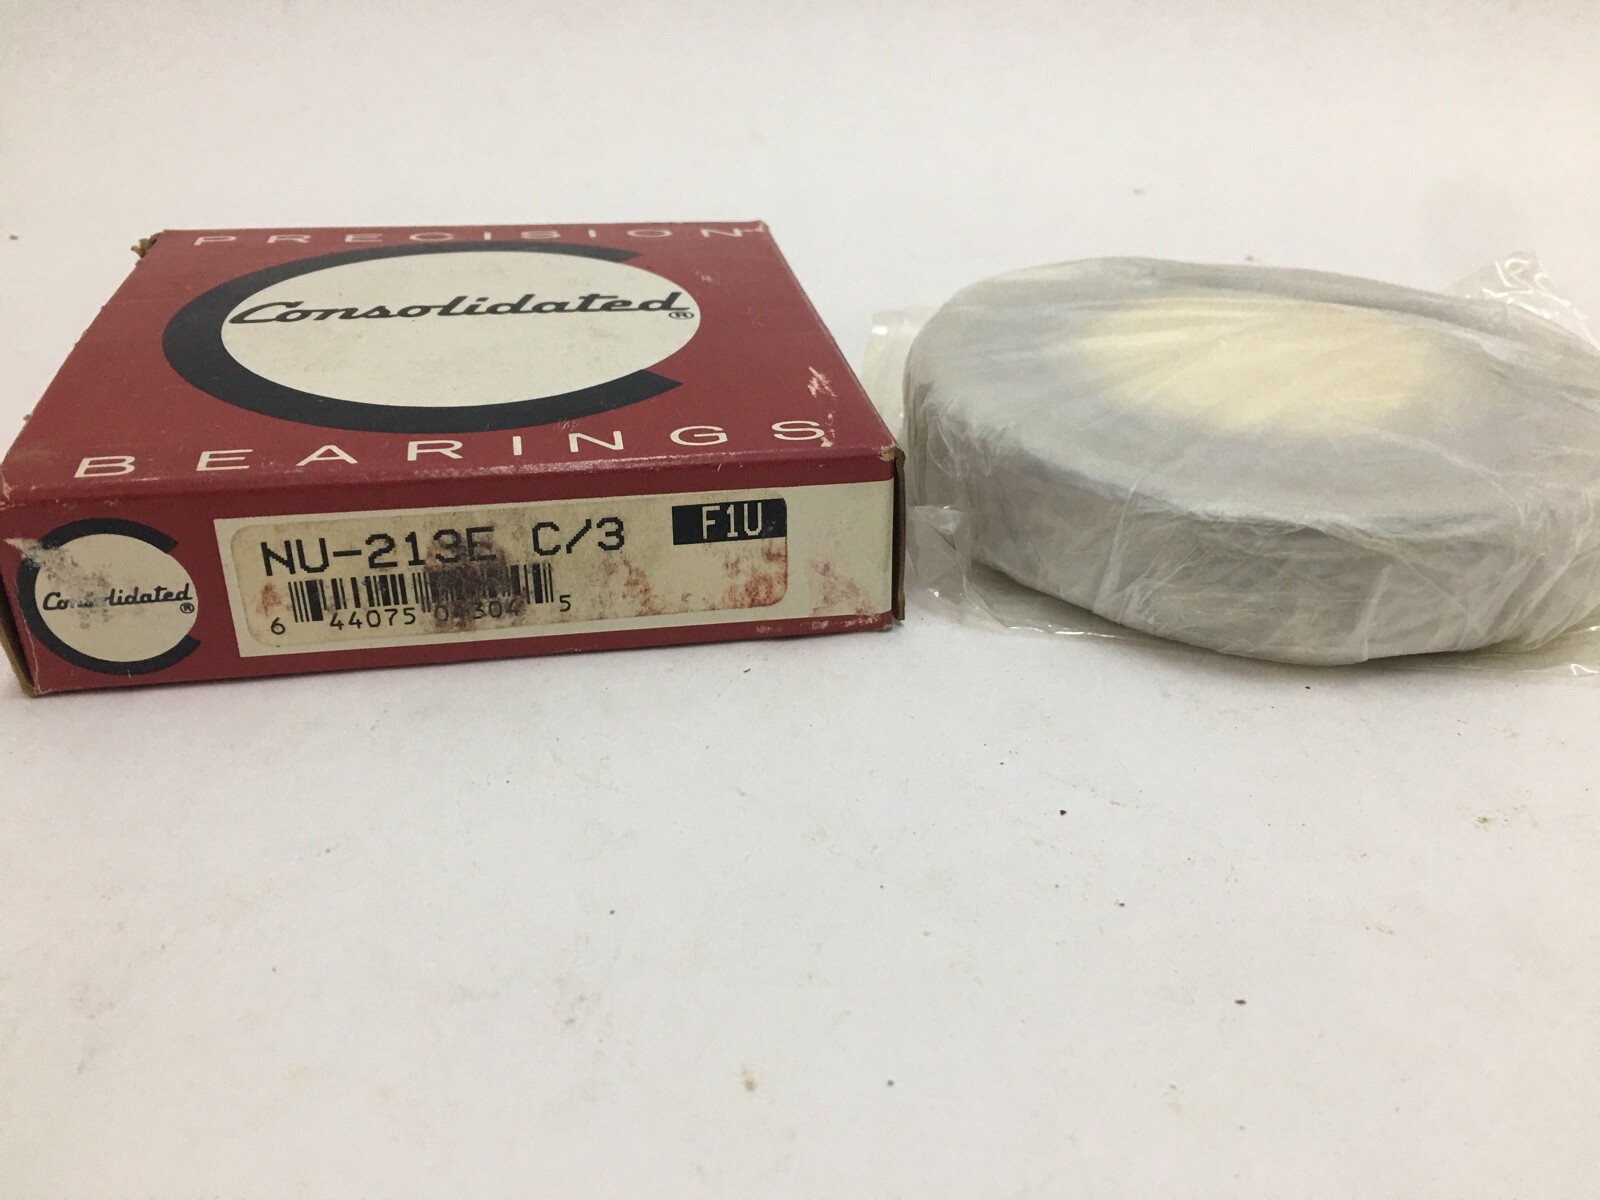 PRECISION
Consolidated®
BEARINGS
Consolidated®
NU-213E C/3 F1U
6 44075 04304 5